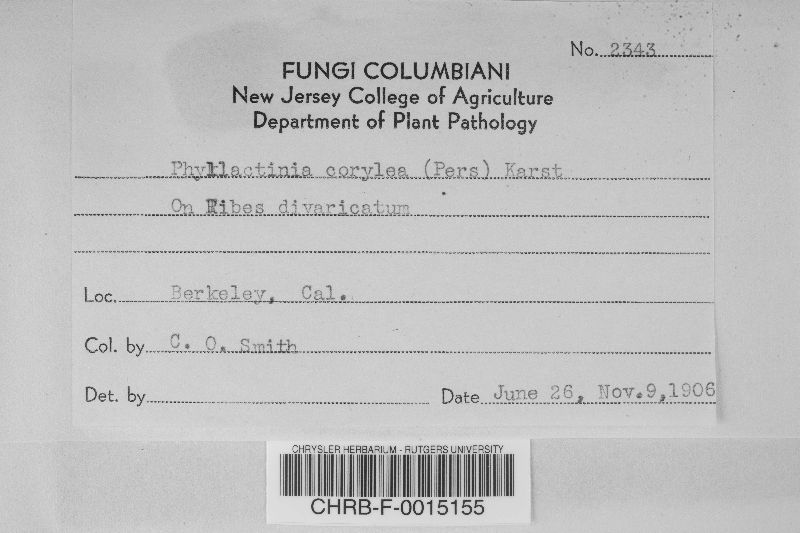 No. 2343
FUNGI COLUMBIANI
New Jersey College of Agriculture
Department of Plant Pathology
Phyllactinia corylea (Pers) Karst
On Ribes divaricatum
Loc. Berkeley, Cal.
Col. by C. O. Smith
Det. by Date June 26, Nov.9,1906
CHRYSLER HERBARIUM - RUTGERS UNIVERSITY
CHRB-F-0015155